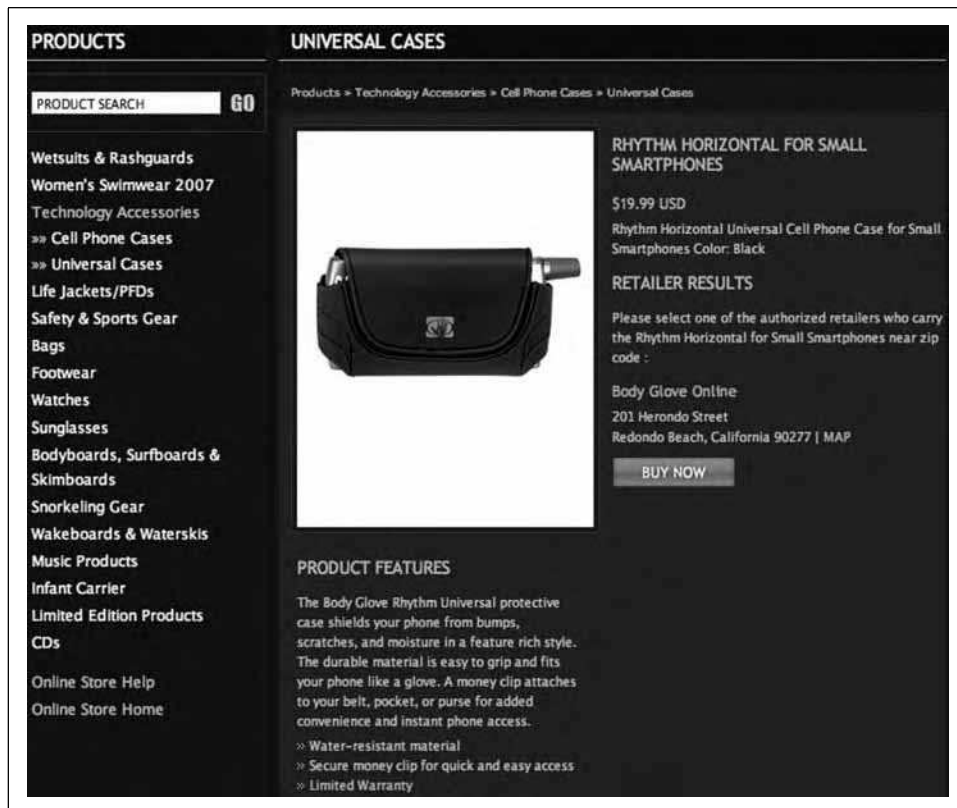 PRODUCTS
PRODUCT SEARCH GO
Wetsuits & Rashguards
Women's Swimwear 2007
Technology Accessories
»» Cell Phone Cases
»» Universal Cases
Life Jackets/PFDs
Safety & Sports Gear
Bags
Footwear
Watches
Sunglasses
Bodyboards, Surfboards &
Skimboards
Snorkeling Gear
Wakeboards & Waterskis
Music Products
Infant Carrier
Limited Edition Products
CDs
Online Store Help
Online Store Home
UNIVERSAL CASES
Products » Technology Accessories » Cell Phone Cases » Universal Cases
RHYTHM HORIZONTAL FOR SMALL
SMARTPHONES
$19.99 USD
Rhythm Horizontal Universal Cell Phone Case for Small
Smartphones Color: Black
RETAILER RESULTS
Please select one of the authorized retailers who carry
the Rhythm Horizontal for Small Smartphones near zip
code :
Body Glove Online
201 Herondo Street
Redondo Beach, California 90277 | MAP
BUY NOW
PRODUCT FEATURES
The Body Glove Rhythm Universal protective
case shields your phone from bumps,
scratches, and moisture in a feature rich style.
The durable material is easy to grip and fits
your phone like a glove. A money clip attaches
to your belt, pocket, or purse for added
convenience and instant phone access.
» Water-resistant material
» Secure money clip for quick and easy access
» Limited Warranty